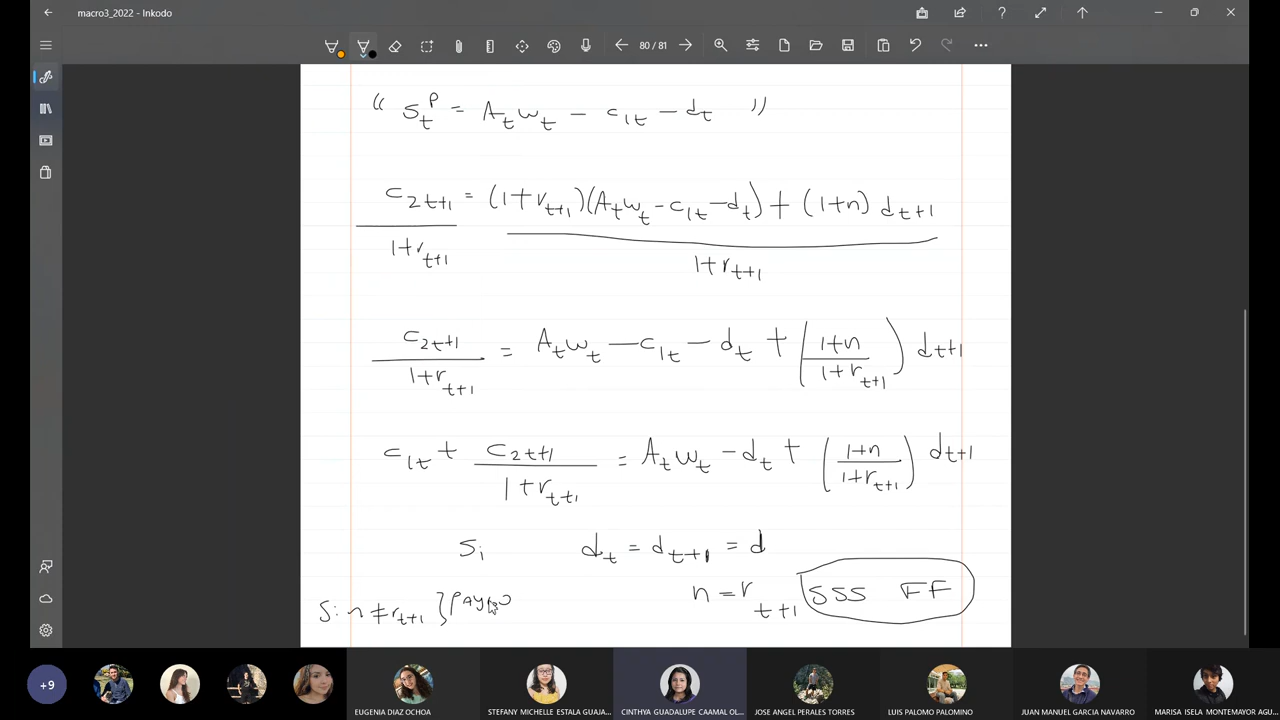 macro3_2022 - Inkodo
80 / 81
“ S_t^P = A_t w_t - c_1t - d_t ”
c_2t+1 / 1+r_t+1 = (1+r_t+1)(A_t w_t - c_1t - d_t) + (1+n) d_t+1 / 1+r_t+1
c_2t+1 / 1+r_t+1 = A_t w_t - c_1t - d_t + (1+n / 1+r_t+1) d_t+1
c_1t + c_2t+1 / 1+r_t+1 = A_t w_t - d_t + (1+n / 1+r_t+1) d_t+1
Si d_t = d_t+1 = d
n = r_t+1 SSS FF
Si n ≠ r_t+1 }
+9
EUGENIA DIAZ OCHOA
STEFANY MICHELLE ESTALA GUAJA...
CINTHYA GUADALUPE CAAMAL OL...
JOSE ANGEL PERALES TORRES
LUIS PALOMO PALOMINO
JUAN MANUEL GARCIA NAVARRO
MARISA ISELA MONTEMAYOR AGU...